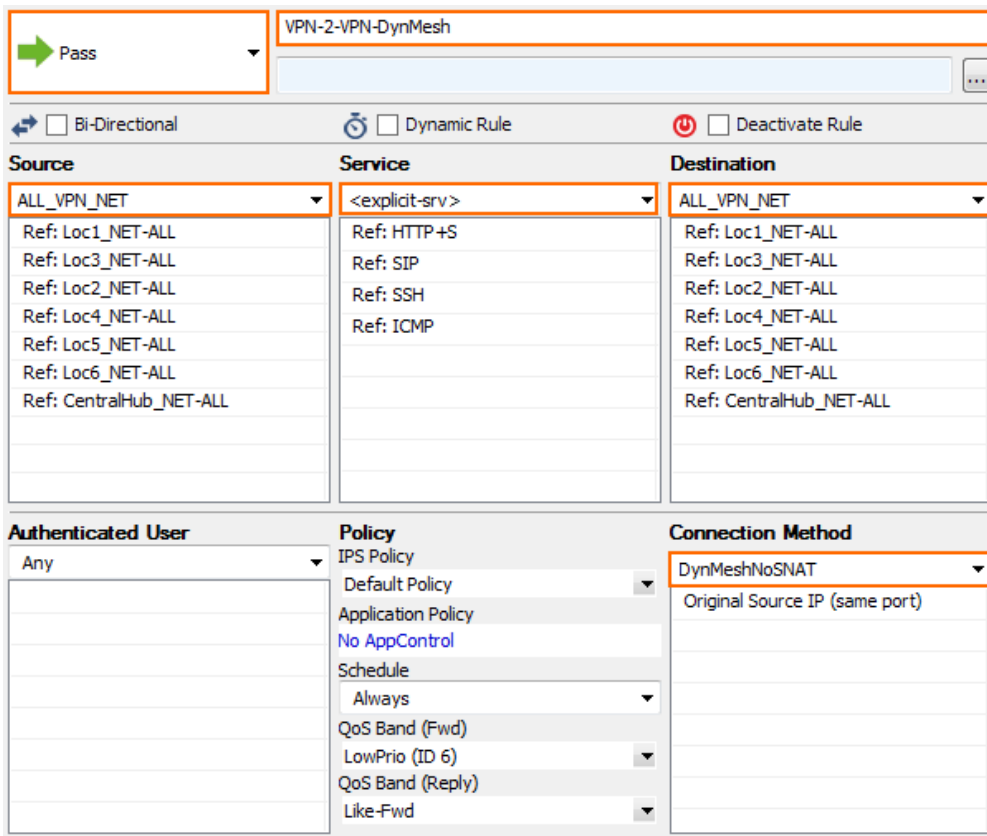 VPN-2-VPN-DynMesh
Pass
...
Bi-Directional
Dynamic Rule
Deactivate Rule
Source
Service
Destination
ALL_VPN_NET
<explicit-srv>
ALL_VPN_NET
Ref: Loc1_NET-ALL
Ref: HTTP+S
Ref: Loc1_NET-ALL
Ref: Loc3_NET-ALL
Ref: SIP
Ref: Loc3_NET-ALL
Ref: Loc2_NET-ALL
Ref: SSH
Ref: Loc2_NET-ALL
Ref: Loc4_NET-ALL
Ref: ICMP
Ref: Loc4_NET-ALL
Ref: Loc5_NET-ALL
Ref: Loc5_NET-ALL
Ref: Loc6_NET-ALL
Ref: Loc6_NET-ALL
Ref: CentralHub_NET-ALL
Ref: CentralHub_NET-ALL
Authenticated User
Any
Policy
IPS Policy
Default Policy
Application Policy
No AppControl
Schedule
Always
QoS Band (Fwd)
LowPrio (ID 6)
QoS Band (Reply)
Like-Fwd
Connection Method
DynMeshNoSNAT
Original Source IP (same port)